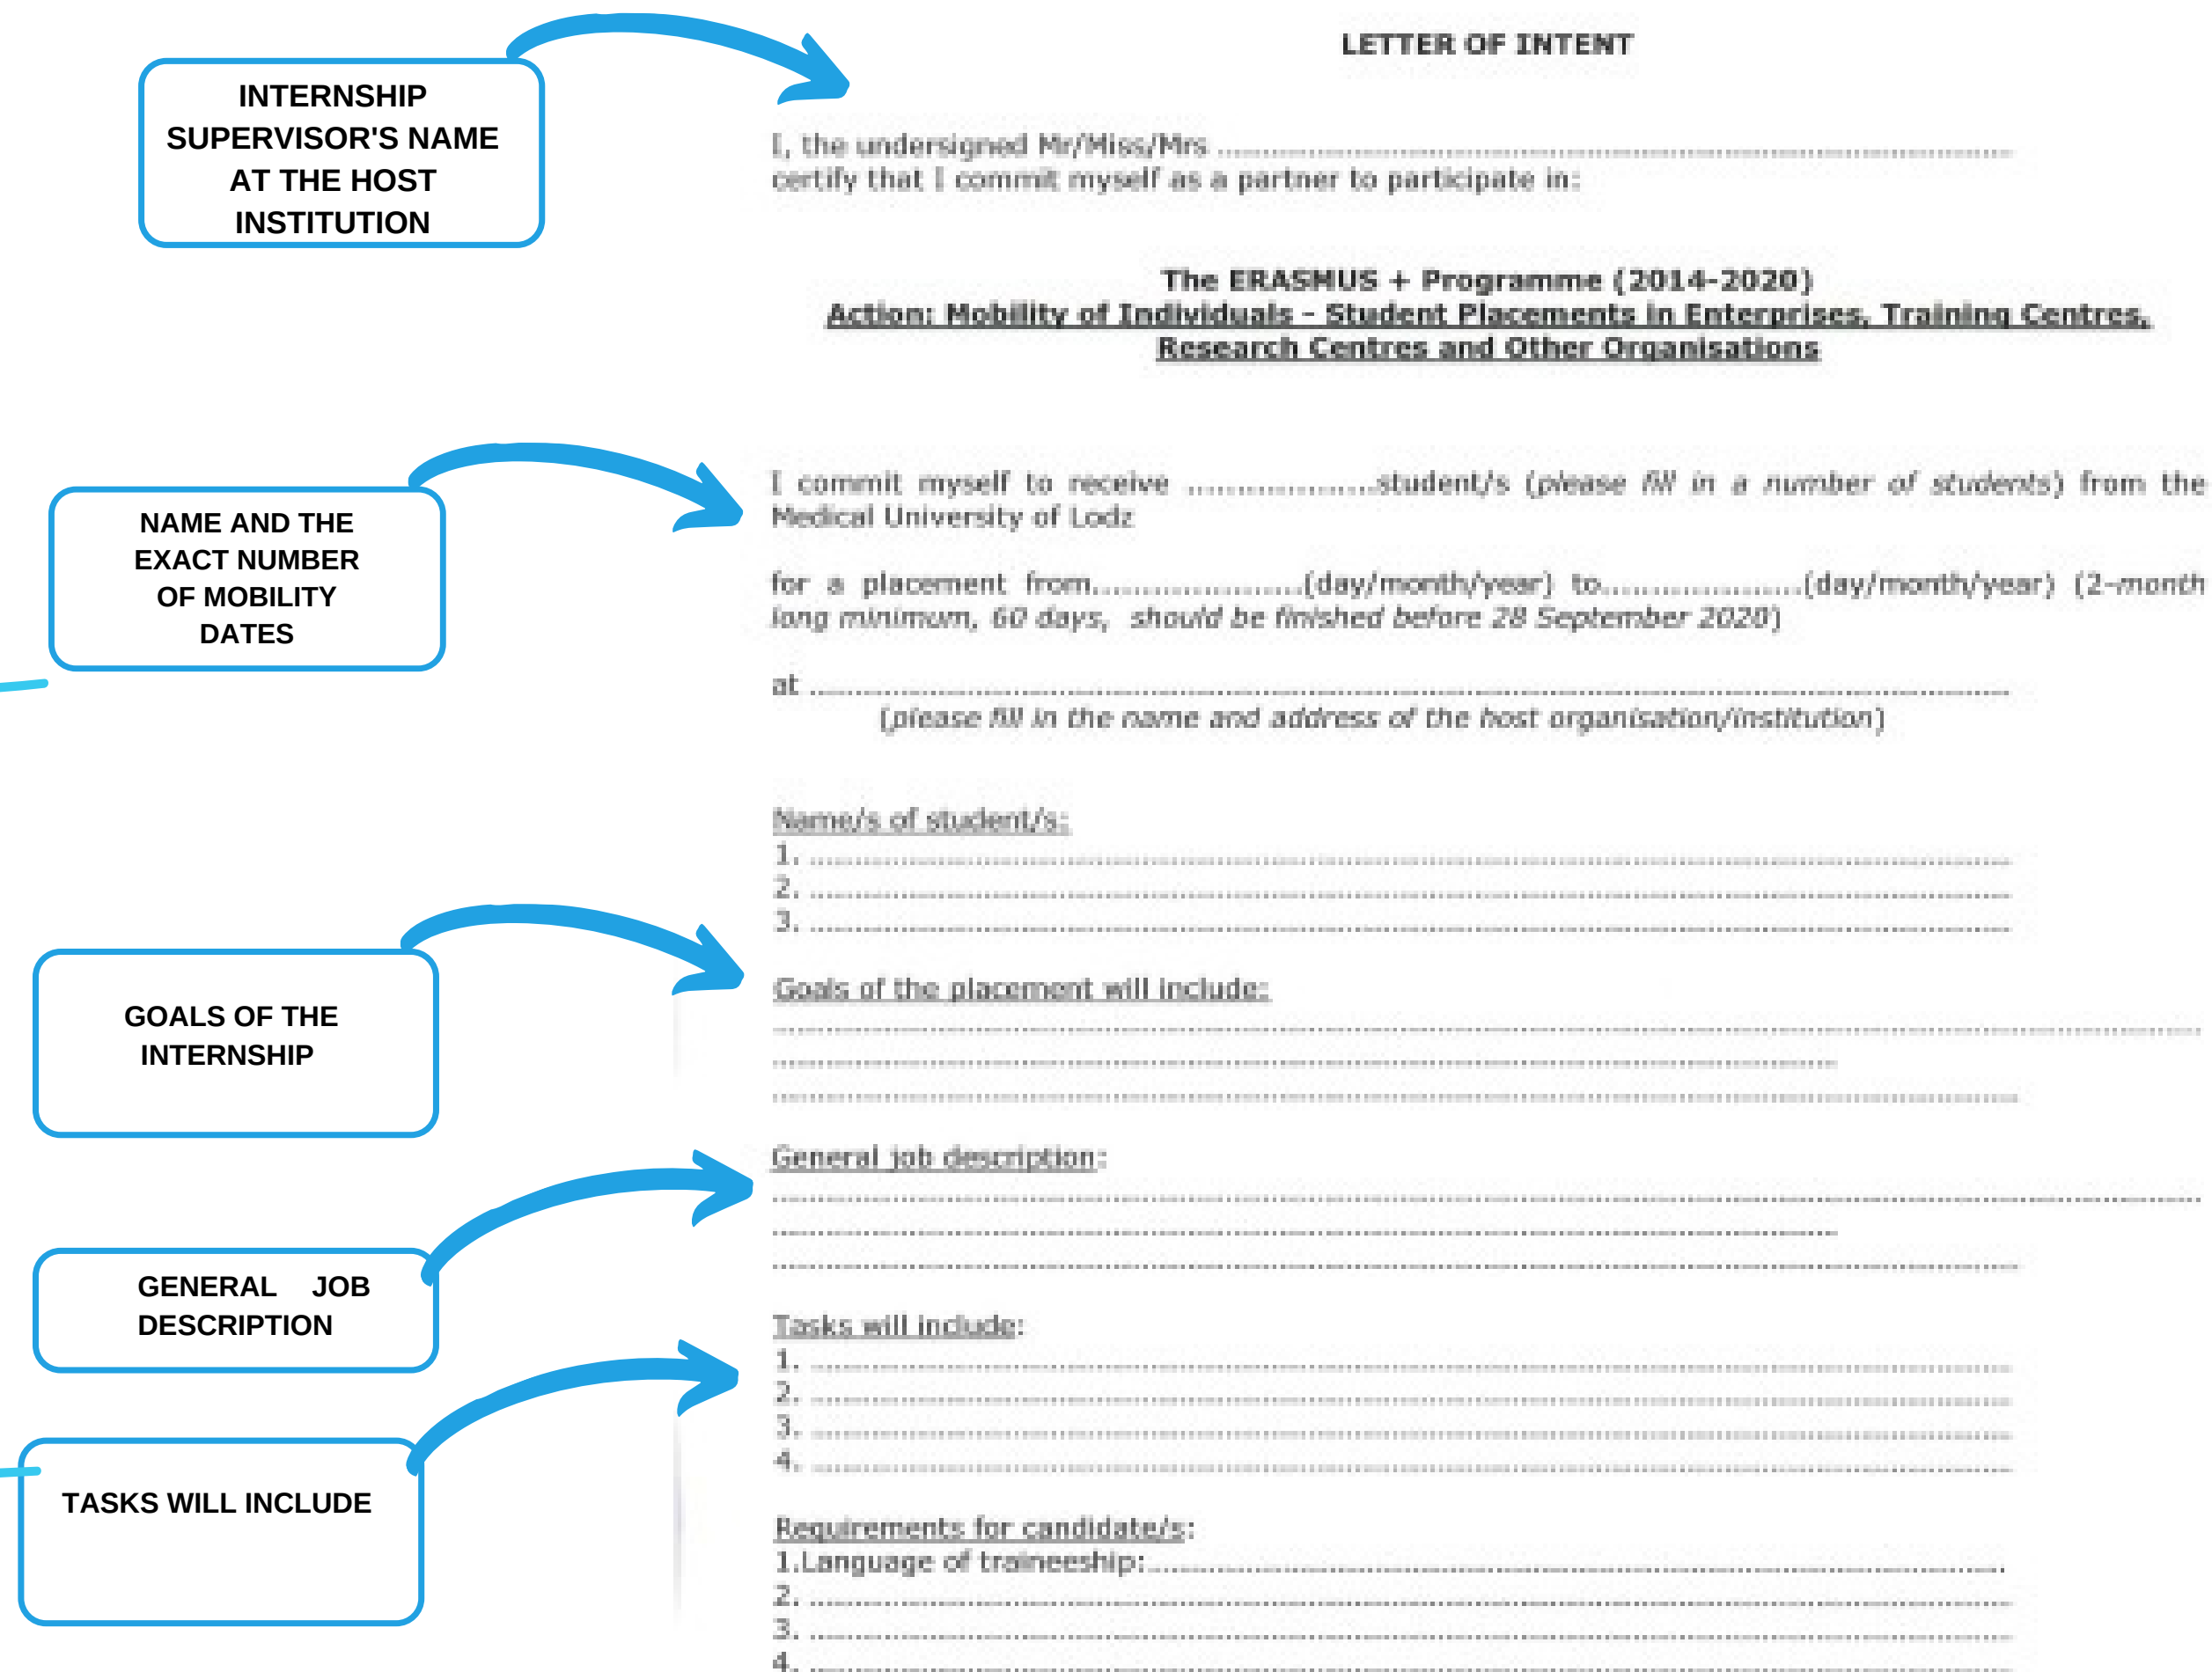 INTERNSHIP
SUPERVISOR'S NAME
AT THE HOST
INSTITUTION
NAME AND THE
EXACT NUMBER
OF MOBILITY
DATES
GOALS OF THE
INTERNSHIP
GENERAL JOB
DESCRIPTION
TASKS WILL INCLUDE
LETTER OF INTENT
I, the undersigned Mr/Miss/Mrs ........................................
certify that I commit myself as a partner to participate in:
The ERASMUS + Programme (2014-2020)
Action: Mobility of Individuals - Student Placements in Enterprises, Training Centres,
Research Centres and Other Organisations
I commit myself to receive ......................student/s (please fill in a number of students) from the
Medical University of Lodz
for a placement from........................(day/month/year) to.......................(day/month/year) (2-month
long minimum, 60 days, should be finished before 28 September 2020)
at ........................................
(please fill in the name and address of the host organisation/institution)
Name/s of student/s:
1. ........................................
2. ........................................
3. ........................................
Goals of the placement will include:
........................................
........................................
........................................
General job description:
........................................
........................................
........................................
Tasks will include:
1. ........................................
2. ........................................
3. ........................................
4. ........................................
Requirements for candidate/s:
1.Language of traineeship:........................................
2. ........................................
3. ........................................
4. ........................................